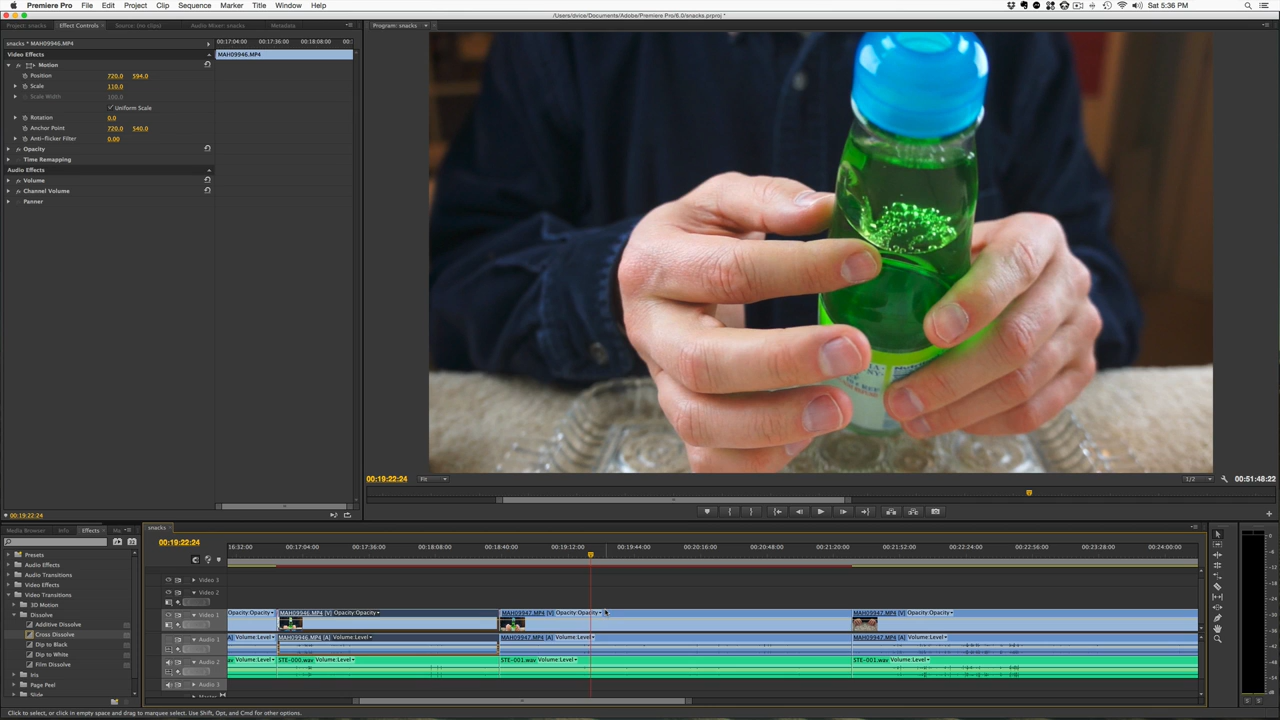 Premiere Pro File Edit Project Clip Sequence Marker Title Window Help Sat 5:36 PM
/Users/dvice/Documents/Adobe/Premiere Pro/6.0/snacks.prproj *
Project: snacks Effect Controls Source: (no clips) Audio Mixer: snacks Metadata
Program: snacks
snacks * MAH09946.MP4
00:17:04:00 00:17:36:00 00:18:08:00 00:
Video Effects
MAH09946.MP4
Motion
Position 720.0 594.0
Scale 110.0
Scale Width 100.0
Uniform Scale
Rotation 0.0
Anchor Point 720.0 540.0
Anti-flicker Filter 0.00
Opacity
Time Remapping
Audio Effects
Volume
Channel Volume
Panner
00:19:22:24 Fit 1/2 00:51:48:22
00:19:22:24
Media Browser Info Effects
snacks
00:19:22:24
16:32:00 00:17:04:00 00:17:36:00 00:18:08:00 00:18:40:00 00:19:12:00 00:19:44:00 00:20:16:00 00:20:48:00 00:21:20:00 00:21:52:00 00:22:24:00 00:22:56:00 00:23:28:00 00:24:00:00
Presets
Audio Effects
Audio Transitions
Video Effects
Video Transitions
3D Motion
Dissolve
Additive Dissolve
Cross Dissolve
Dip to Black
Dip to White
Film Dissolve
Iris
Page Peel
Slide
Video 3
Video 2
Video 1
Opacity:Opacity MAH09946.MP4 [V] Opacity:Opacity MAH09947.MP4 [V] Opacity:Opacity MAH09947.MP4 [V] Opacity:Opacity
Audio 1
[A] Volume:Level MAH09946.MP4 [A] Volume:Level MAH09947.MP4 [A] Volume:Level MAH09947.MP4 [A] Volume:Level
Audio 2
.wav Volume:Level STE-000.wav Volume:Level STE-001.wav Volume:Level STE-001.wav Volume:Level
Audio 3
Click to select, or click in empty space and drag to marquee select. Use Shift, Opt, and Cmd for other options.